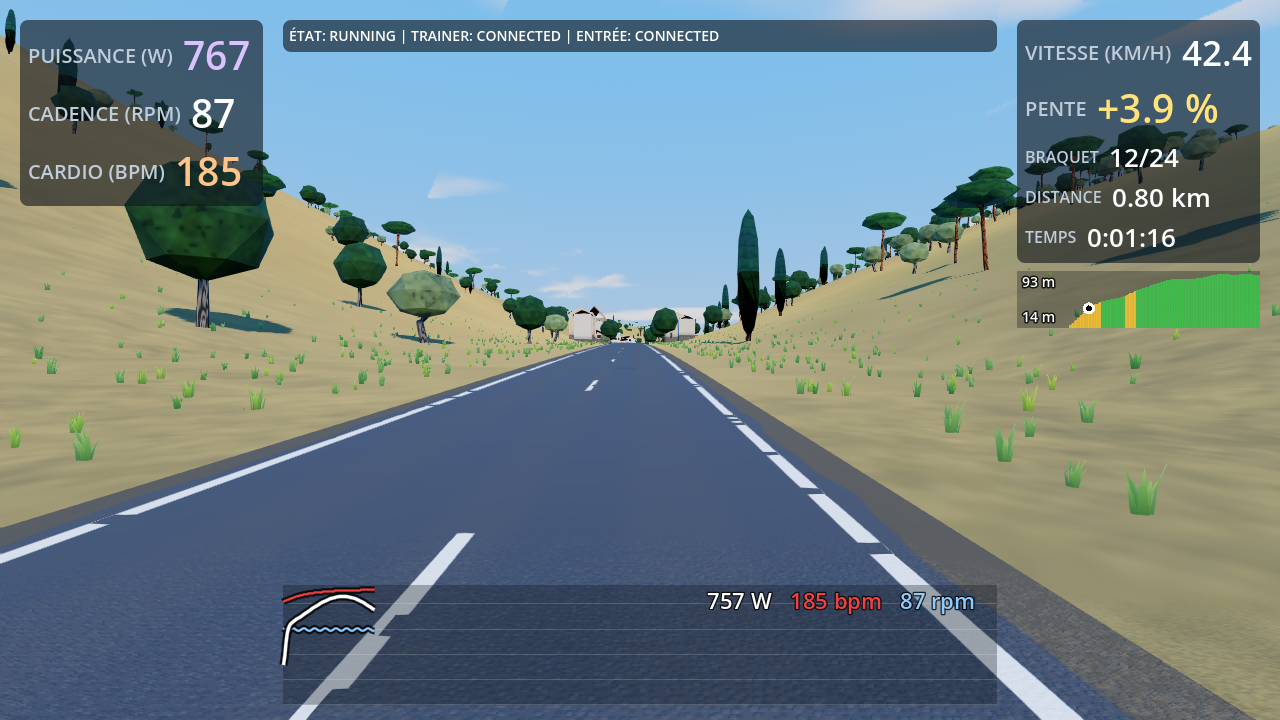 PUISSANCE (W) 767
CADENCE (RPM) 87
CARDIO (BPM) 185
ÉTAT: RUNNING | TRAINER: CONNECTED | ENTRÉE: CONNECTED
VITESSE (KM/H) 42.4
PENTE +3.9 %
BRAQUET 12/24
DISTANCE 0.80 km
TEMPS 0:01:16
93 m
14 m
757 W 185 bpm 87 rpm